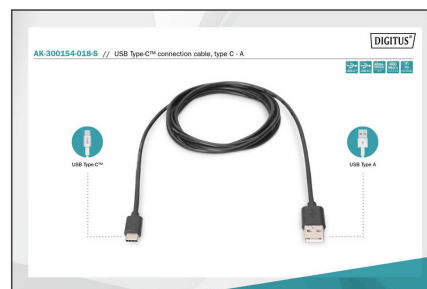 DIGITUS®
AK-300154-018-S // USB Type-C™ connection cable, type C - A
USB Type-C™
USB Type A